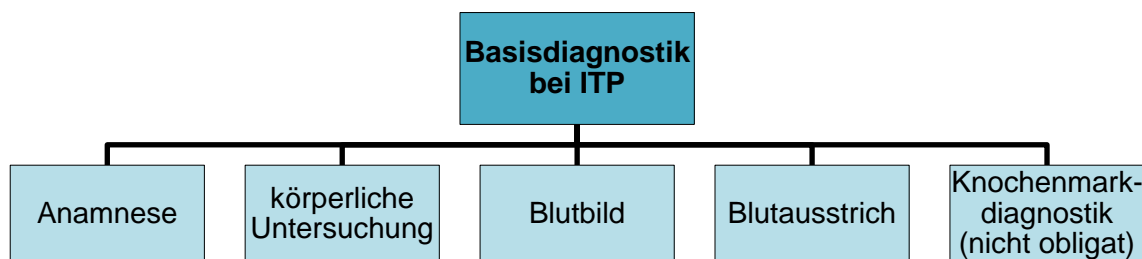 Basisdiagnostik
bei ITP
Anamnese
körperliche
Untersuchung
Blutbild
Blutausstrich
Knochenmark-
diagnostik
(nicht obligat)